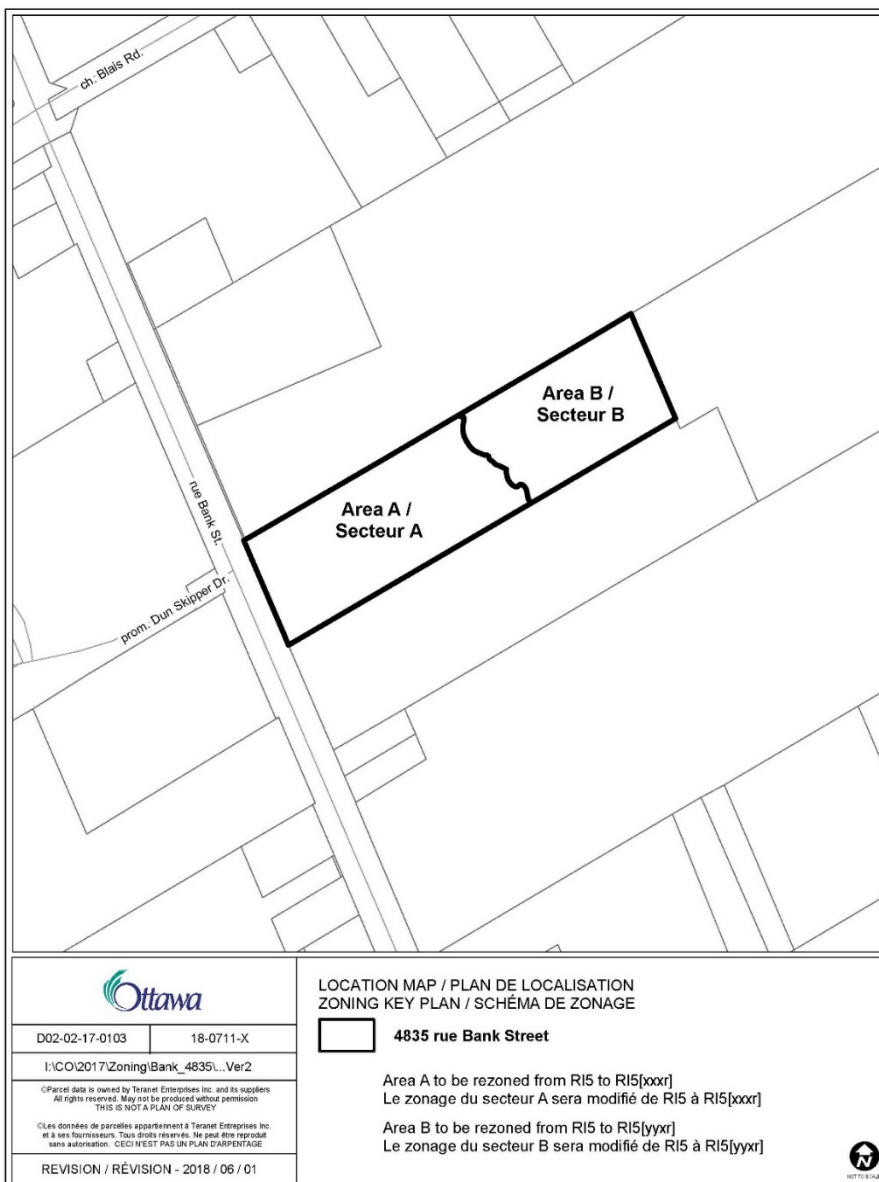 ch. Blais Rd.
Area B /
Secteur B
Area A /
Secteur A
rue Bank St.
prom. Dun Skipper Dr.
Ottawa
D02-02-17-0103
18-0711-X
I:\CO\2017\Zoning\Bank_4835\...Ver2
©Parcel data is owned by Teranet Enterprises Inc. and its suppliers
All rights reserved. May not be produced without permission
THIS IS NOT A PLAN OF SURVEY
©Les données de parcelles appartiennent à Teranet Entreprises Inc.
et à ses fournisseurs. Tous droits réservés. Ne peut être reproduit
sans autorisation. CECI N'EST PAS UN PLAN D'ARPENTAGE
REVISION / RÉVISION - 2018 / 06 / 01
LOCATION MAP / PLAN DE LOCALISATION
ZONING KEY PLAN / SCHÉMA DE ZONAGE
4835 rue Bank Street
Area A to be rezoned from RI5 to RI5[xxxr]
Le zonage du secteur A sera modifié de RI5 à RI5[xxxr]
Area B to be rezoned from RI5 to RI5[yyxr]
Le zonage du secteur B sera modifié de RI5 à RI5[yyxr]
N
NOT TO SCALE